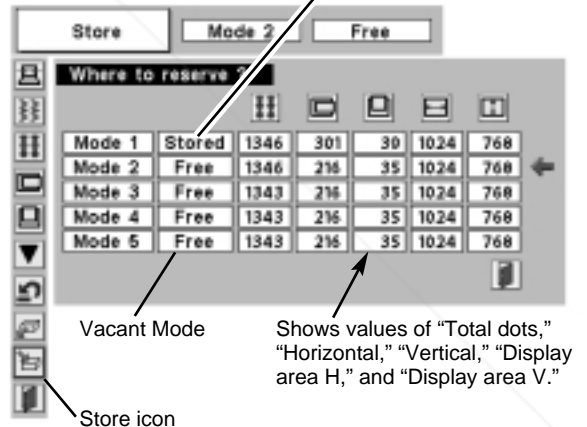 Store Mode 2 Free
Where to reserve ?
Mode 1 Stored 1346 301 30 1024 768
Mode 2 Free 1346 216 35 1024 768
Mode 3 Free 1343 216 35 1024 768
Mode 4 Free 1343 216 35 1024 768
Mode 5 Free 1343 216 35 1024 768
Vacant Mode
Shows values of “Total dots,”
“Horizontal,” “Vertical,” “Display
area H,” and “Display area V.”
Store icon